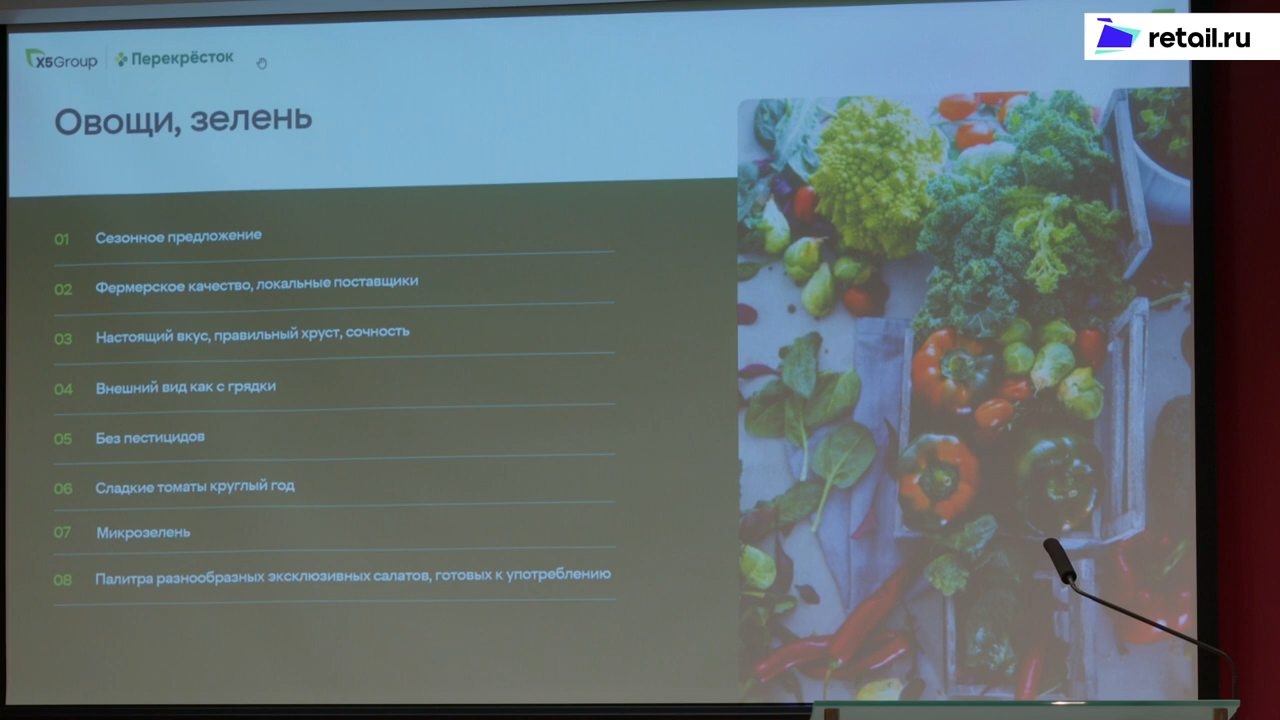 retail.ru
X5Group
Перекрёсток
Овощи, зелень
01 Сезонное предложение
02 Фермерское качество, локальные поставщики
03 Настоящий вкус, правильный хруст, сочность
04 Внешний вид как с грядки
05 Без пестицидов
06 Сладкие томаты круглый год
07 Микрозелень
08 Палитра разнообразных эксклюзивных салатов, готовых к употреблению